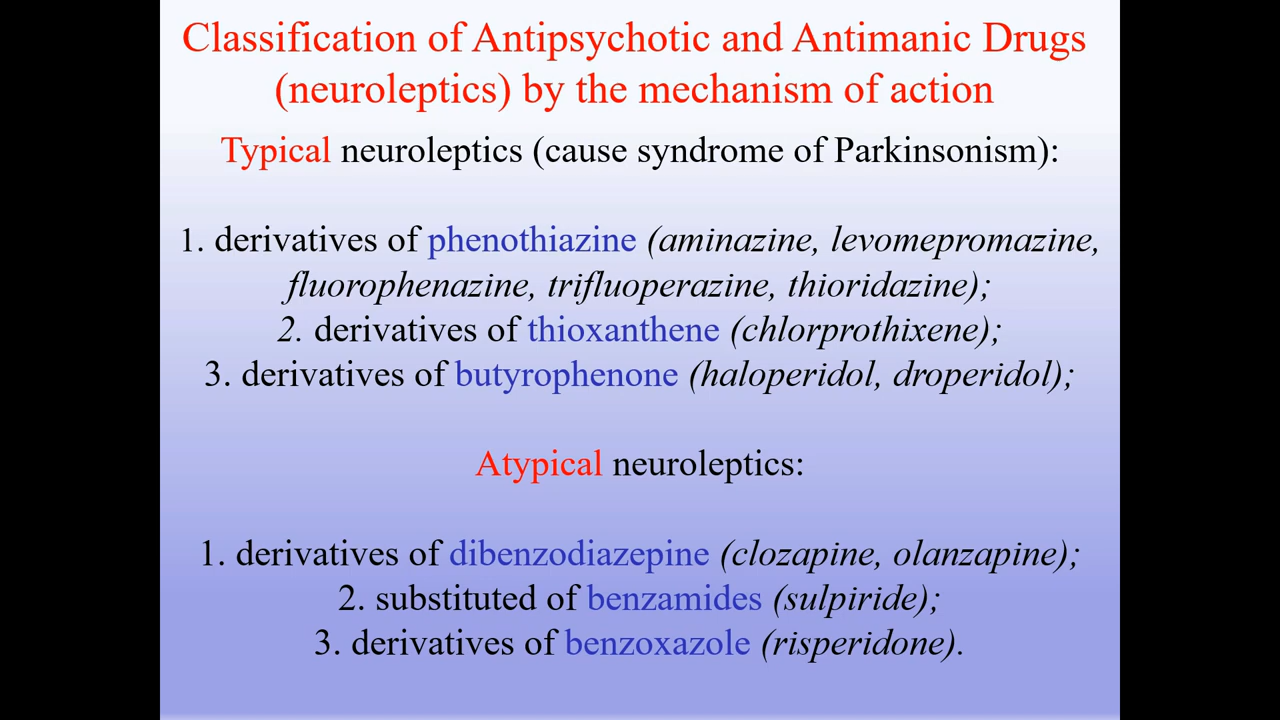 Classification of Antipsychotic and Antimanic Drugs
(neuroleptics) by the mechanism of action
Typical neuroleptics (cause syndrome of Parkinsonism):
1. derivatives of phenothiazine (aminazine, levomepromazine,
fluorophenazine, trifluoperazine, thioridazine);
2. derivatives of thioxanthene (chlorprothixene);
3. derivatives of butyrophenone (haloperidol, droperidol);
Atypical neuroleptics:
1. derivatives of dibenzodiazepine (clozapine, olanzapine);
2. substituted of benzamides (sulpiride);
3. derivatives of benzoxazole (risperidone).